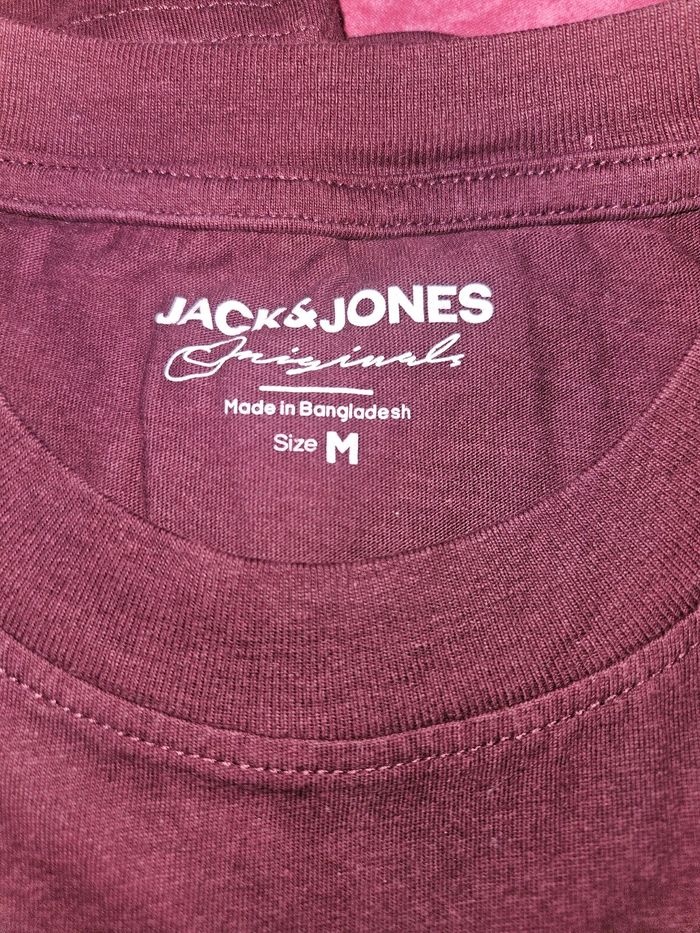 JACK&JONES
Originals
Made in Bangladesh
Size M